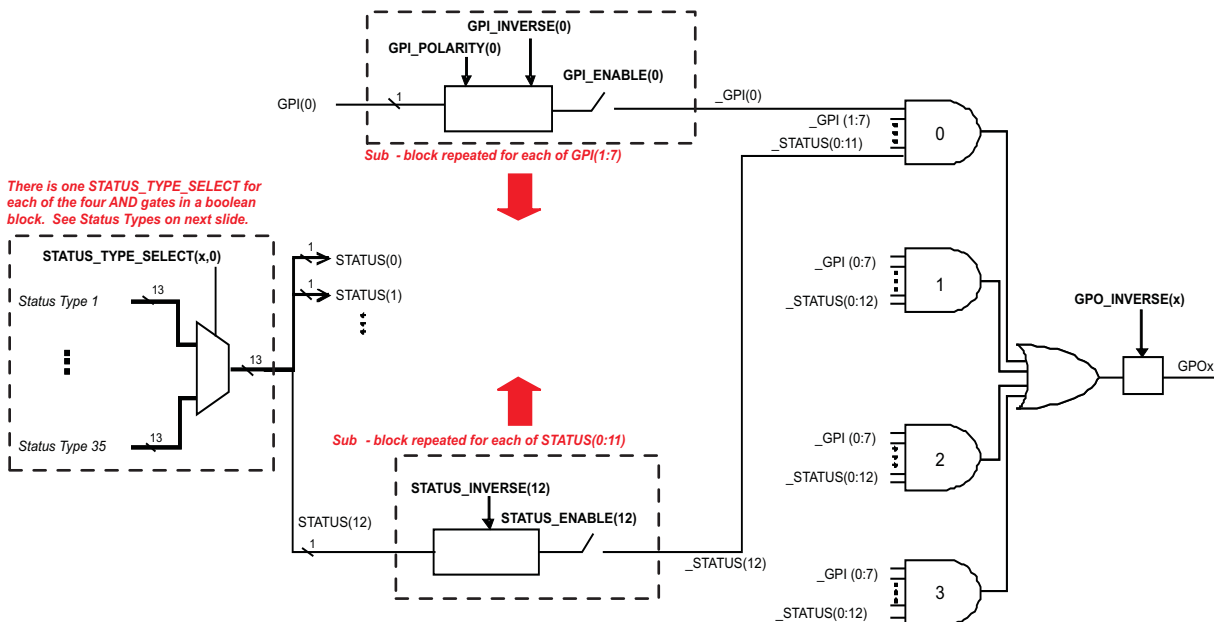 GPI_INVERSE(0)
GPI_POLARITY(0)
GPI_ENABLE(0)
GPI(0)
1
_GPI(0)
_GPI (1:7)
_STATUS(0:11)
0
Sub - block repeated for each of GPI(1:7)
There is one STATUS_TYPE_SELECT for
each of the four AND gates in a boolean
block. See Status Types on next slide.
STATUS_TYPE_SELECT(x,0)
Status Type 1
13
13
Status Type 35
13
1
STATUS(0)
1
STATUS(1)
_GPI (0:7)
_STATUS(0:12)
1
GPO_INVERSE(x)
GPOx
Sub - block repeated for each of STATUS(0:11)
STATUS_INVERSE(12)
STATUS_ENABLE(12)
STATUS(12)
1
_STATUS(12)
_GPI (0:7)
_STATUS(0:12)
2
_GPI (0:7)
_STATUS(0:12)
3